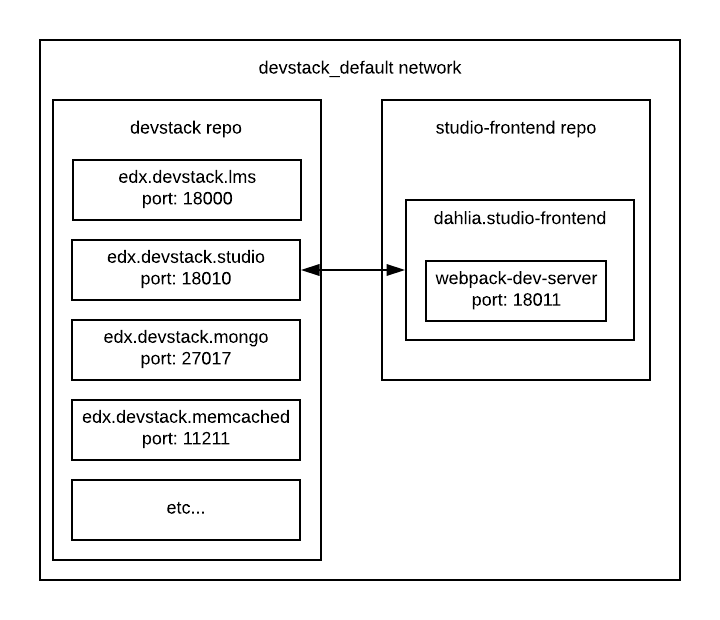 devstack_default network
devstack repo
edx.devstack.lms
port: 18000
edx.devstack.studio
port: 18010
edx.devstack.mongo
port: 27017
edx.devstack.memcached
port: 11211
etc...
studio-frontend repo
dahlia.studio-frontend
webpack-dev-server
port: 18011